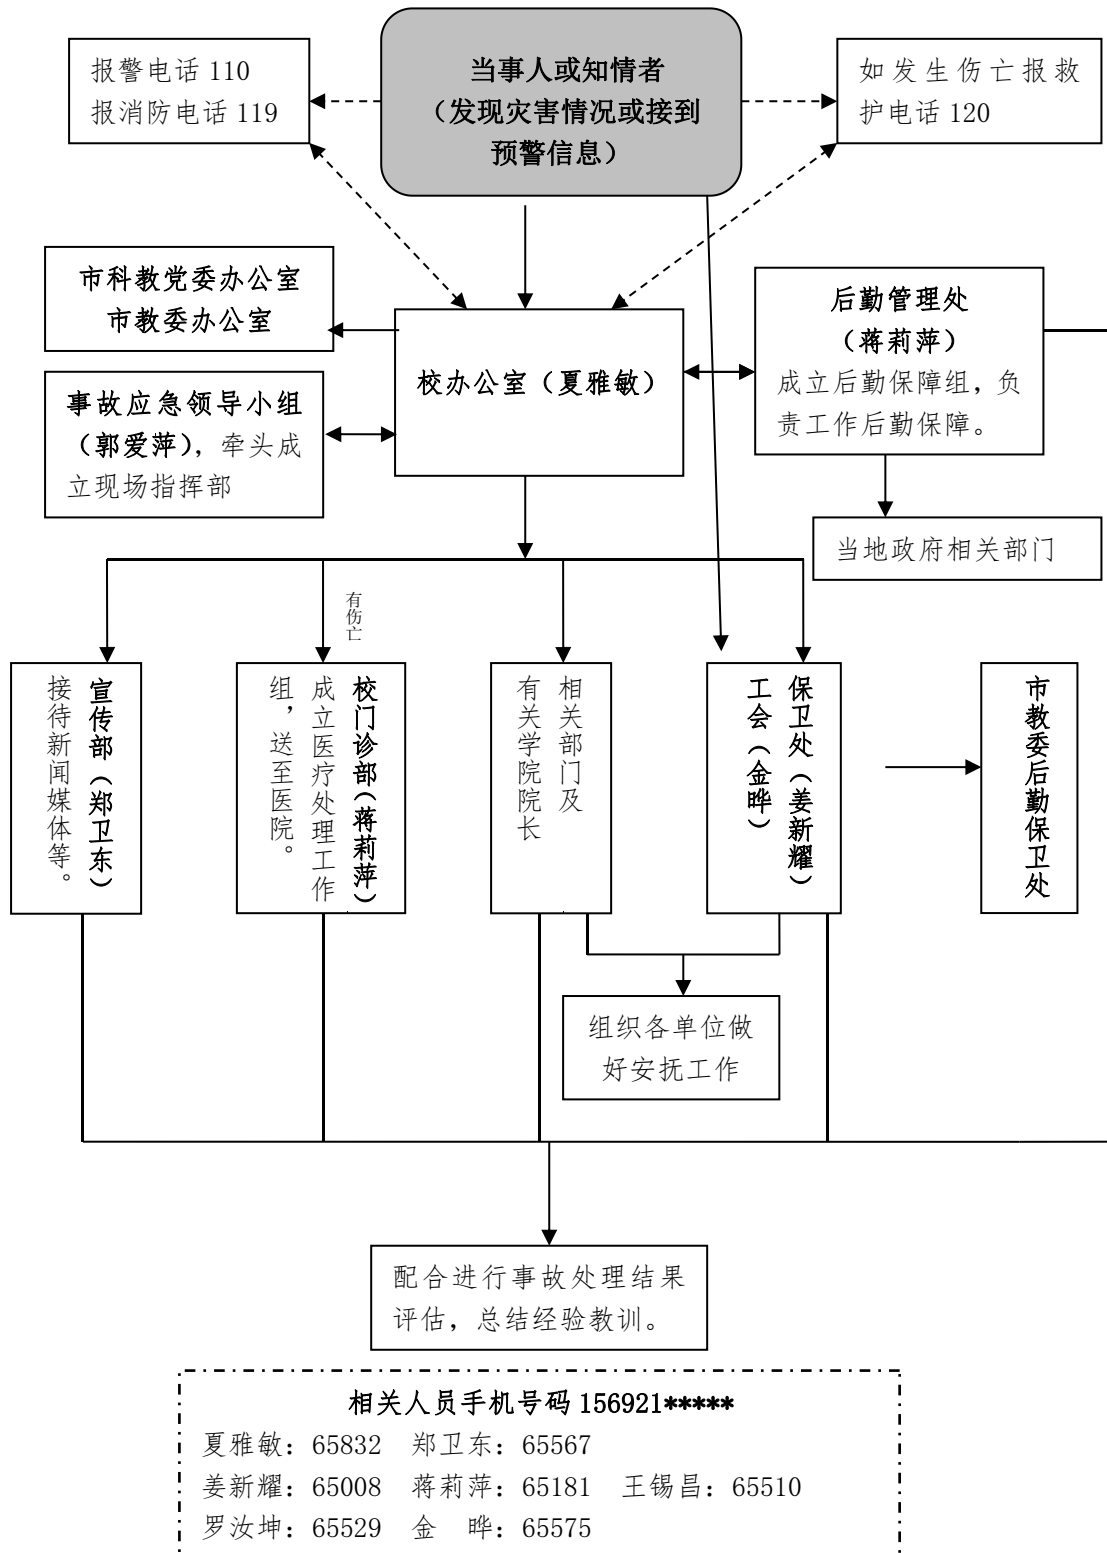 报警电话 110
报消防电话 119
当事人或知情者
（发现灾害情况或接到
预警信息）
如发生伤亡报救
护电话 120
市科教党委办公室
市教委办公室
事故应急领导小组
（郭爱萍），牵头成
立现场指挥部
校办公室（夏雅敏）
后勤管理处
（蒋莉萍）
成立后勤保障组，负
责工作后勤保障。
当地政府相关部门
有伤亡
宣传部（郑卫东）
接待新闻媒体等。
校门诊部（蒋莉萍）
成立医疗处理工作
组，送至医院。
相关部门及
有关学院院长
保卫处（姜新耀）
工会（金晔）
市教委后勤保卫处
组织各单位做
好安抚工作
配合进行事故处理结果
评估，总结经验教训。
相关人员手机号码 156921*****
夏雅敏：65832 郑卫东：65567
姜新耀：65008 蒋莉萍：65181 王锡昌：65510
罗汝坤：65529 金 晔：65575